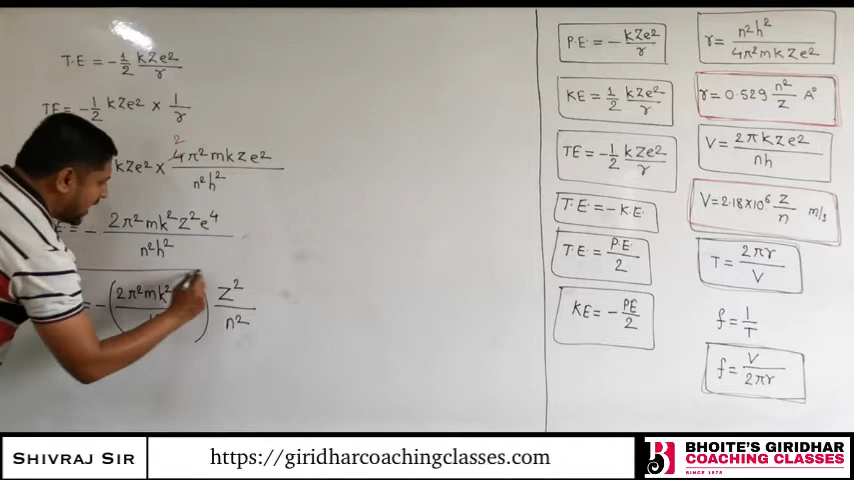 T.E = -1/2 kZe²/r
TE = -1/2 kZe² × 1/r
kZe² × 4π²mkZe²/n²h²
2
= - 2π²mk²Z²e⁴/n²h²
= -(2π²mk² ) Z²/n²
P.E. = - kZe²/r
KE = 1/2 kZe²/r
TE = -1/2 kZe²/r
T.E. = - K.E.
T.E. = P.E./2
KE = - PE/2
r = n²h²/4π²mkZe²
r = 0.529 n²/Z A°
V = 2πkZe²/nh
V = 2.18×10⁶ Z/n m/s
T = 2πr/V
f = 1/T
f = V/2πr
SHIVRAJ SIR
https://giridharcoachingclasses.com
BHOITE'S GIRIDHAR
COACHING CLASSES
SINCE 1975